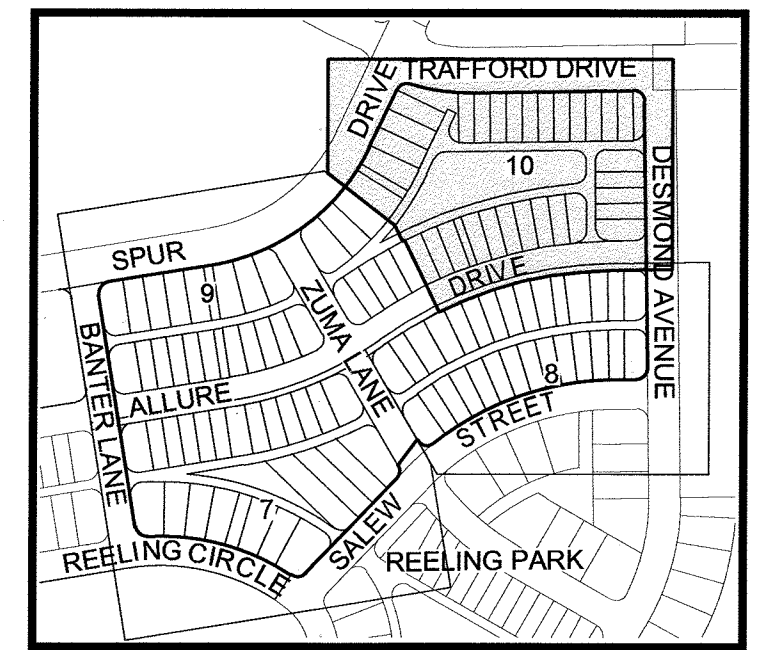 TRAFFORD DRIVE
DRIVE
10
DESMOND AVENUE
SPUR
9
ZUMA LANE
DRIVE
BANTER LANE
ALLURE
8
STREET
7
SALEW
REELING CIRCLE
REELING PARK